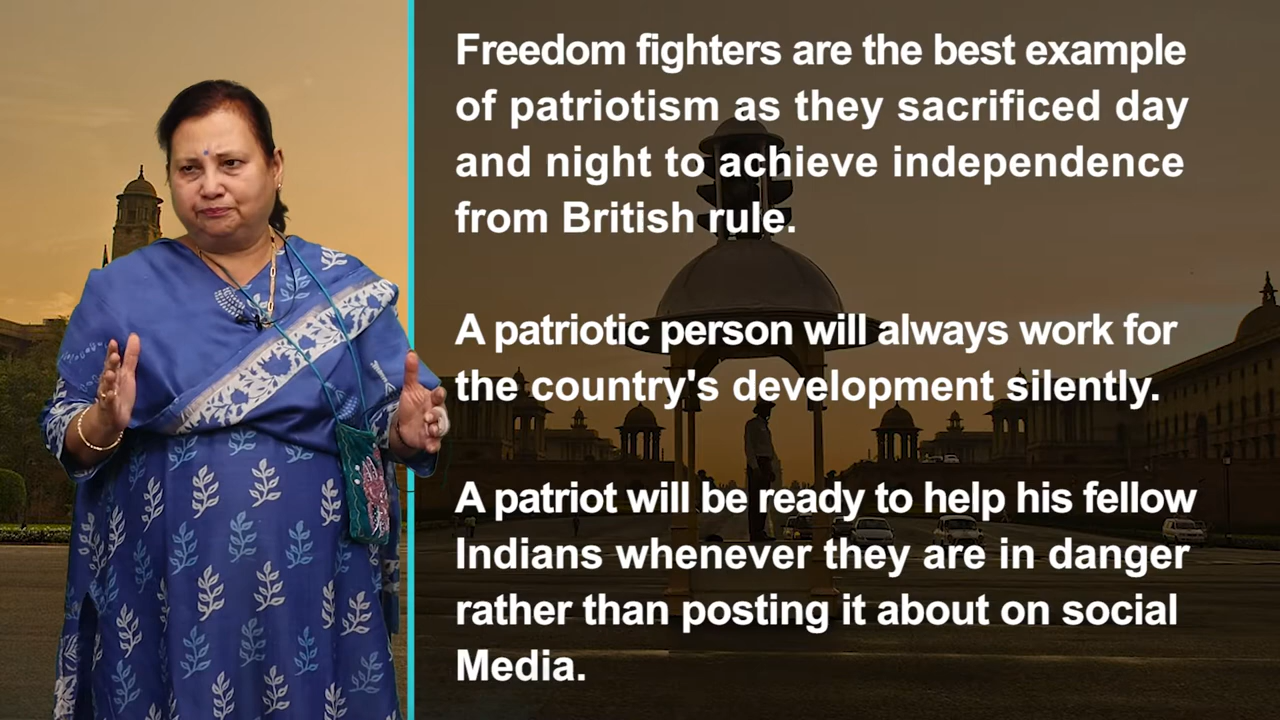 Freedom fighters are the best example
of patriotism as they sacrificed day
and night to achieve independence
from British rule.
A patriotic person will always work for
the country's development silently.
A patriot will be ready to help his fellow
Indians whenever they are in danger
rather than posting it about on social
Media.